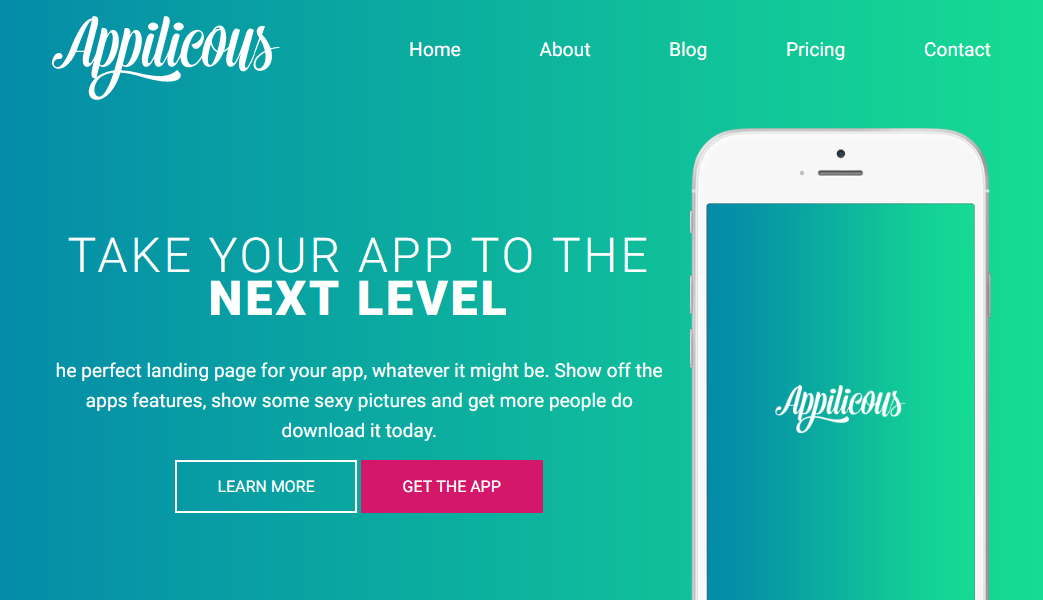 Appilicous
Home About Blog Pricing Contact
TAKE YOUR APP TO THE
NEXT LEVEL
he perfect landing page for your app, whatever it might be. Show off the
apps features, show some sexy pictures and get more people do
download it today.
LEARN MORE GET THE APP
Appilicous